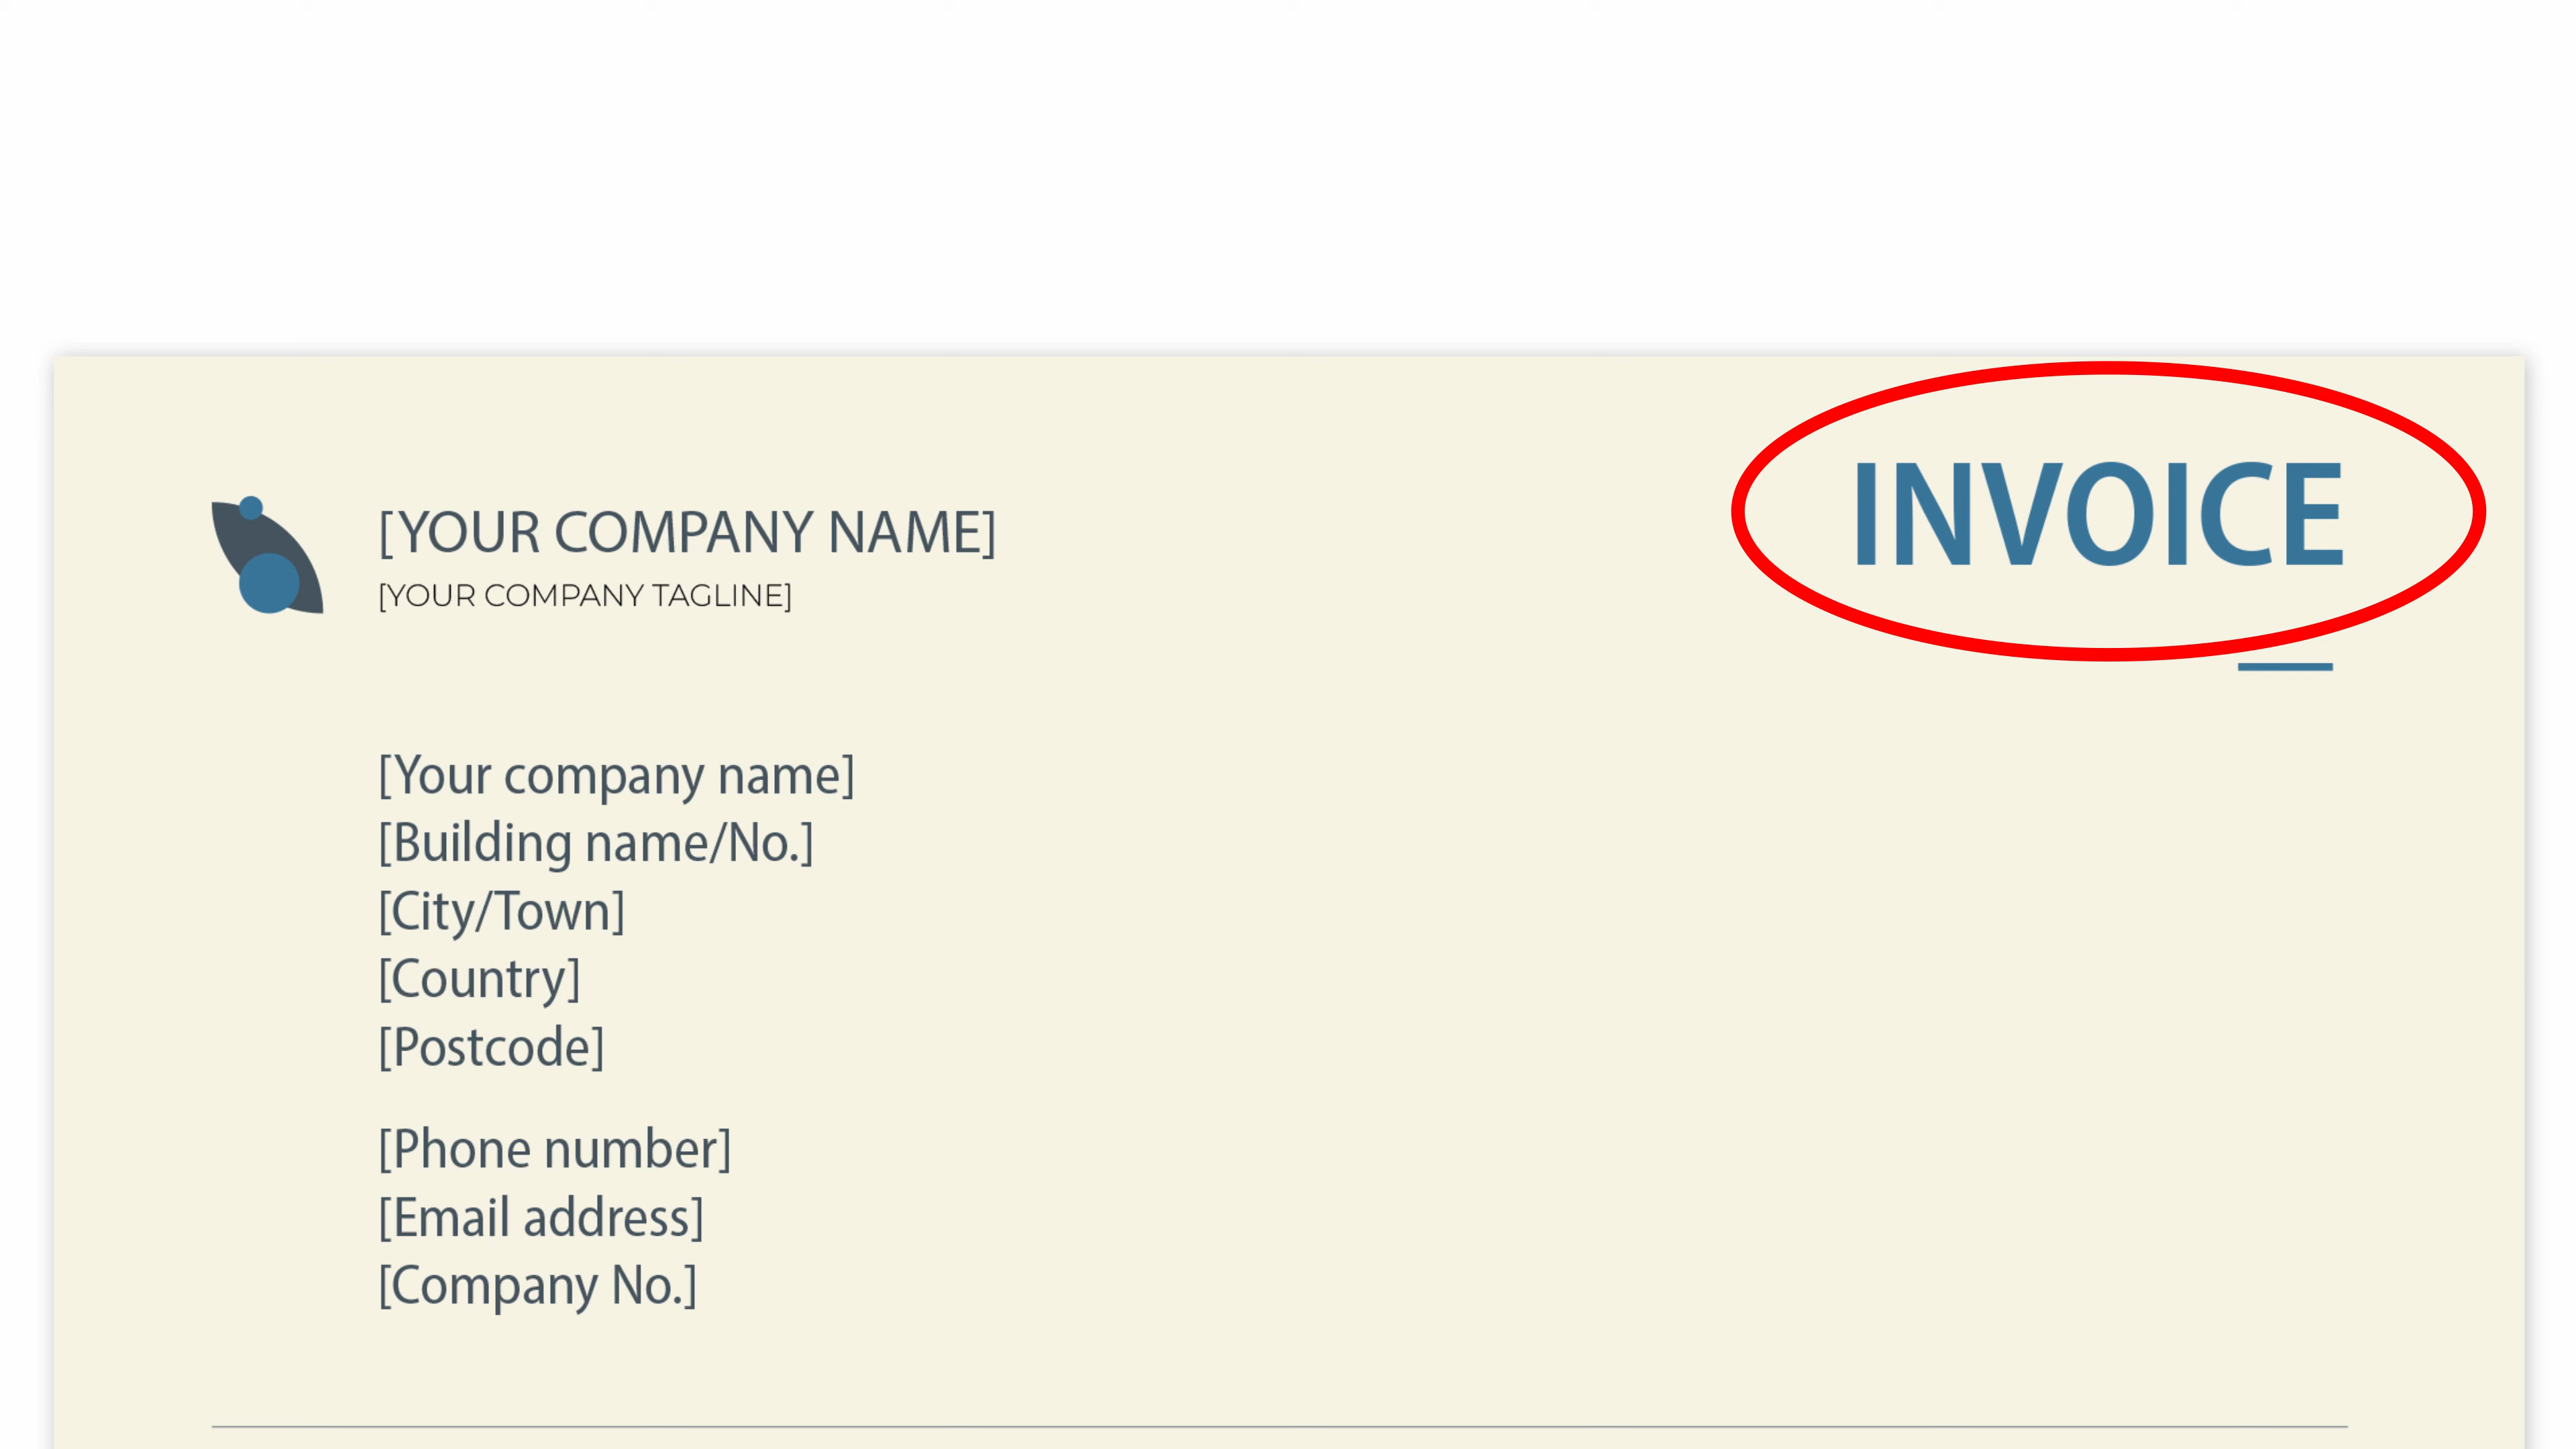 INVOICE
[YOUR COMPANY NAME]
[YOUR COMPANY TAGLINE]
[Your company name]
[Building name/No.]
[City/Town]
[Country]
[Postcode]
[Phone number]
[Email address]
[Company No.]